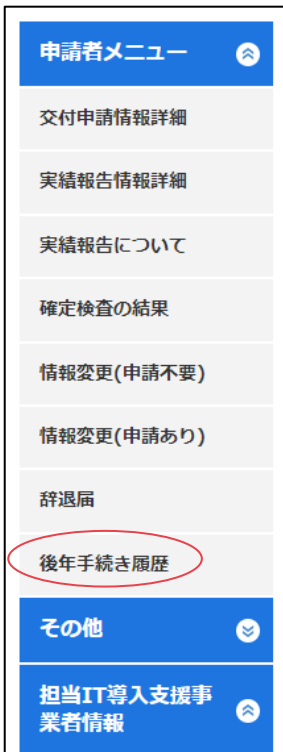 申請者メニュー
交付申請情報詳細
実績報告情報詳細
実績報告について
確定検査の結果
情報変更(申請不要)
情報変更(申請あり)
辞退届
後年手続き履歴
その他
担当IT導入支援事
業者情報